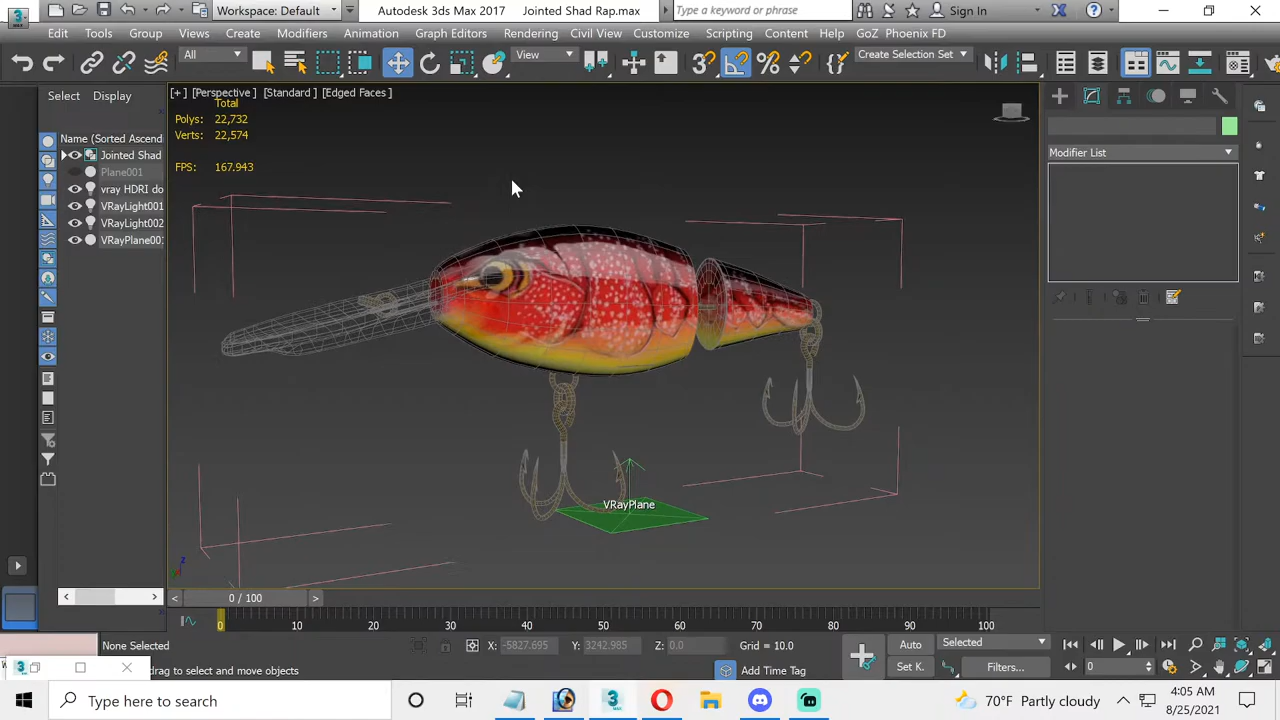 Workspace: Default
Autodesk 3ds Max 2017
Jointed Shad Rap.max
Type a keyword or phrase
Sign In
Edit
Tools
Group
Views
Create
Modifiers
Animation
Graph Editors
Rendering
Civil View
Customize
Scripting
Content
Help
GoZ
Phoenix FD
All
View
Create Selection Set
Select
Display
[+] [Perspective] [Standard] [Edged Faces]
Total
Polys: 22,732
Verts: 22,574
FPS: 167.943
Name (Sorted Ascend
Jointed Shad
Plane001
vray HDRI do
VRayLight001
VRayLight002
VRayPlane001
Modifier List
VRayPlane
z
0 / 100
0
10
20
30
40
50
60
70
80
90
100
None Selected
X: -5827.695
Y: 3242.985
Z: 0.0
Grid = 10.0
Auto
Selected
drag to select and move objects
Add Time Tag
Set K.
Filters...
0
Type here to search
70°F Partly cloudy
4:05 AM
8/25/2021